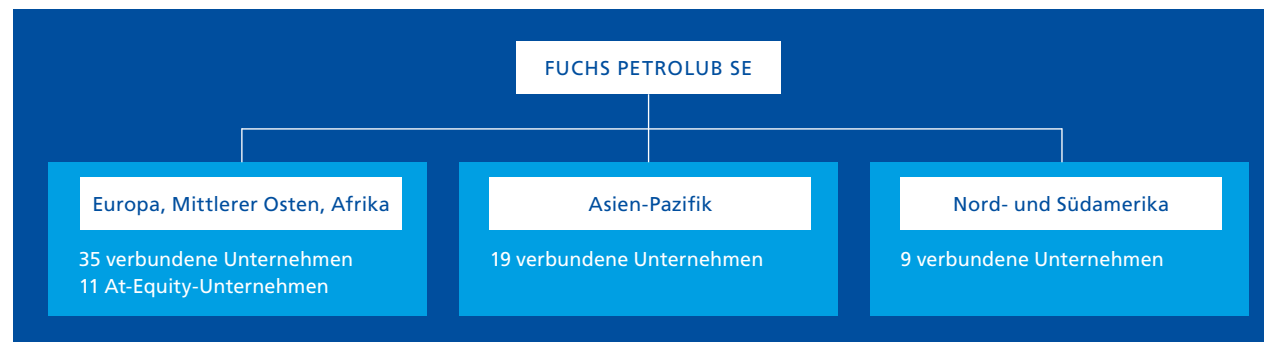 FUCHS PETROLUB SE
Europa, Mittlerer Osten, Afrika
35 verbundene Unternehmen
11 At-Equity-Unternehmen
Asien-Pazifik
19 verbundene Unternehmen
Nord- und Südamerika
9 verbundene Unternehmen